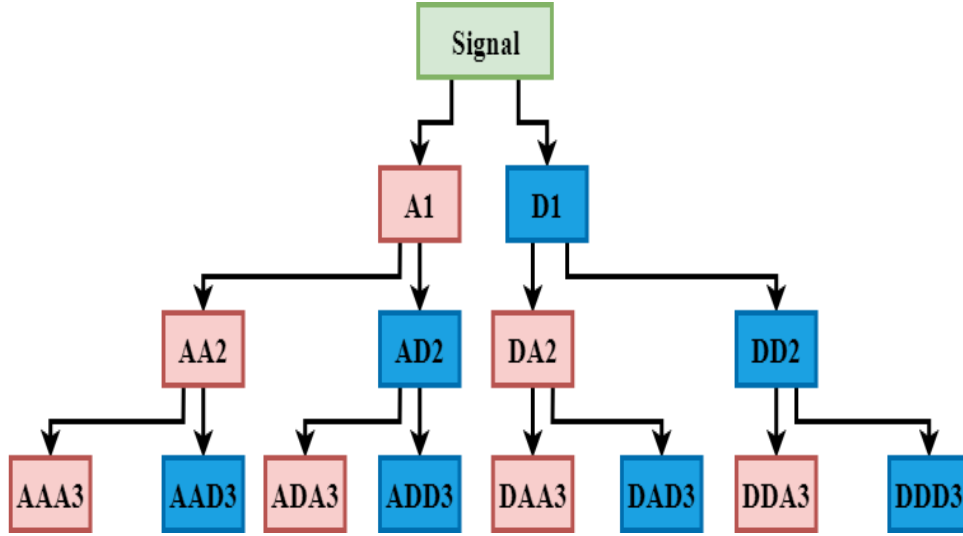 Signal
A1
D1
AA2
AD2
DA2
DD2
AAA3
AAD3
ADA3
ADD3
DAA3
DAD3
DDA3
DDD3